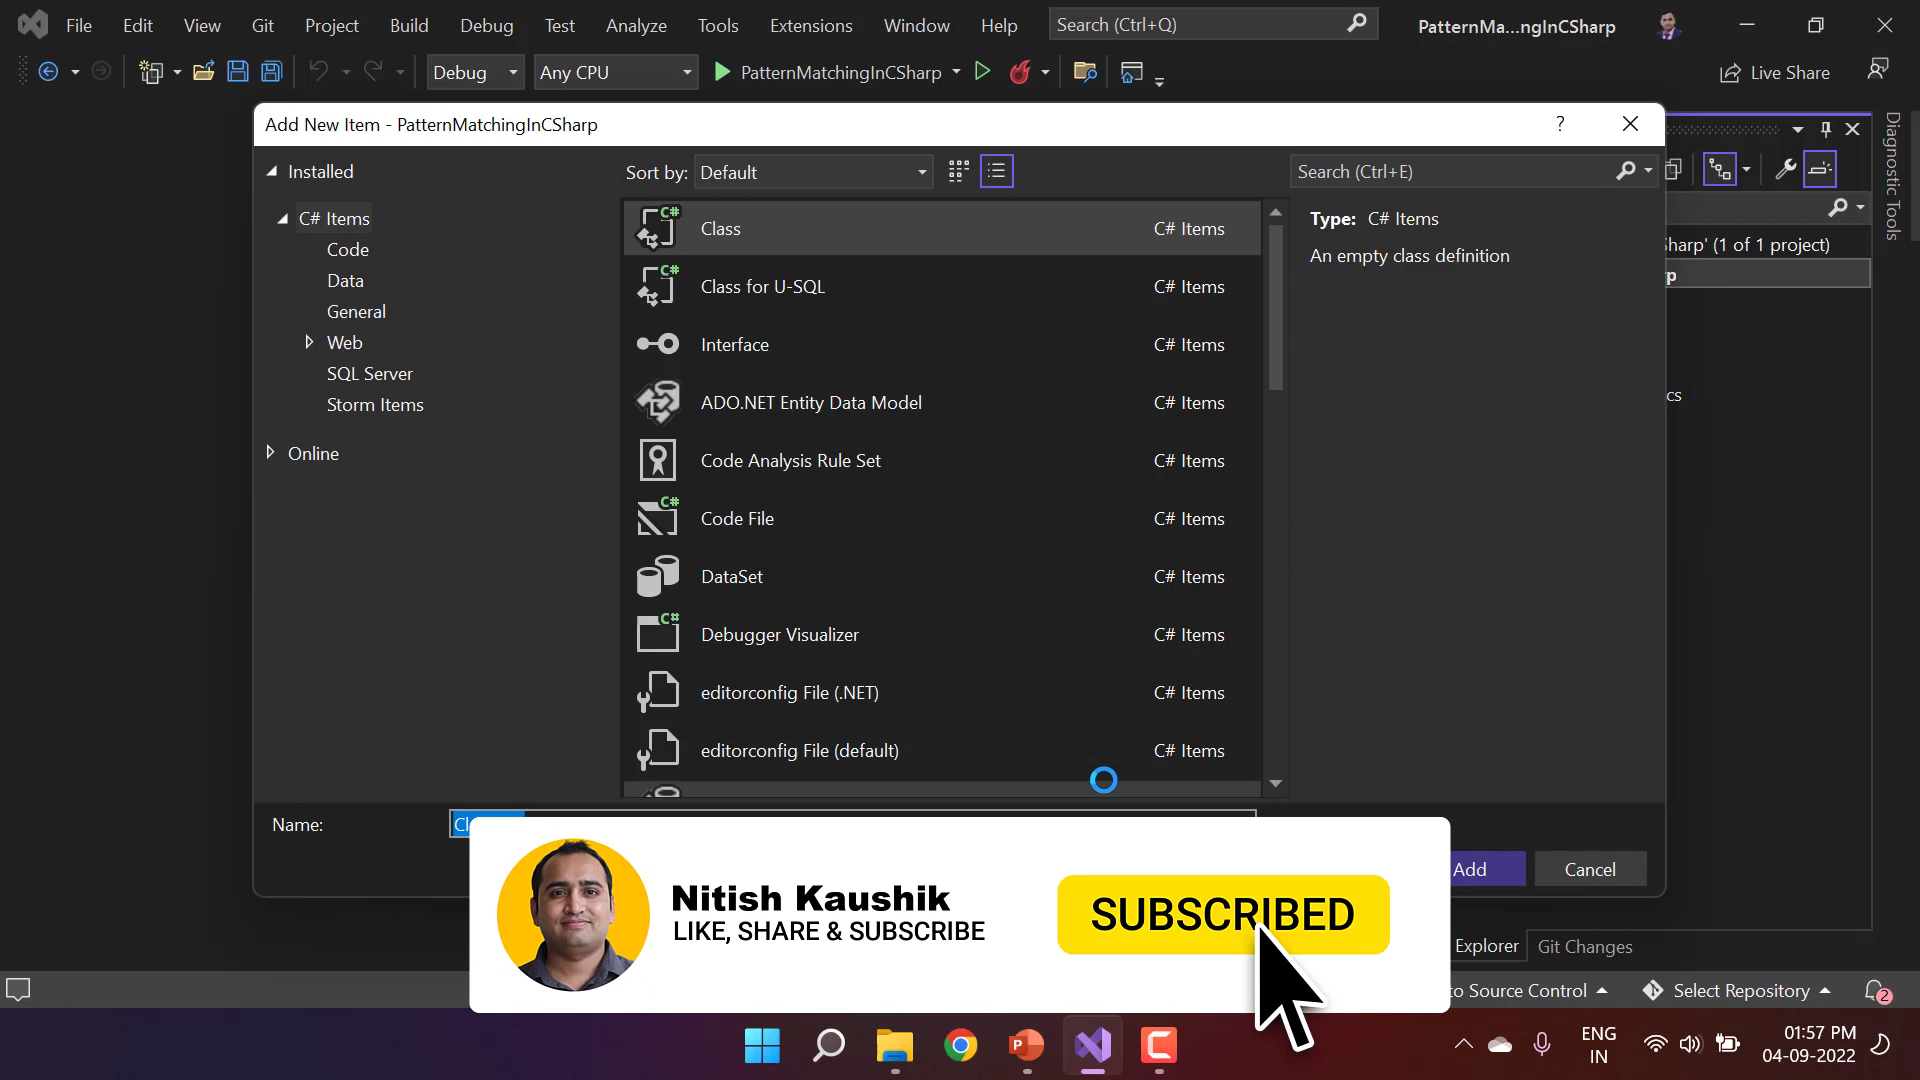 File Edit View Git Project Build Debug Test Analyze Tools Extensions Window Help Search (Ctrl+Q) PatternMa...ngInCSharp
Debug Any CPU PatternMatchingInCSharp Live Share
Add New Item - PatternMatchingInCSharp ?
Installed
Sort by: Default
Search (Ctrl+E)
C# Items
Code
Data
General
Web
SQL Server
Storm Items
Online
Class C# Items
Class for U-SQL C# Items
Interface C# Items
ADO.NET Entity Data Model C# Items
Code Analysis Rule Set C# Items
Code File C# Items
DataSet C# Items
Debugger Visualizer C# Items
editorconfig File (.NET) C# Items
editorconfig File (default) C# Items
Type: C# Items
An empty class definition
Diagnostic Tools
Sharp' (1 of 1 project)
rp
cs
Name: Cl
Add Cancel
Nitish Kaushik
LIKE, SHARE & SUBSCRIBE
SUBSCRIBED
Explorer Git Changes
to Source Control Select Repository 2
ENG
IN
01:57 PM
04-09-2022